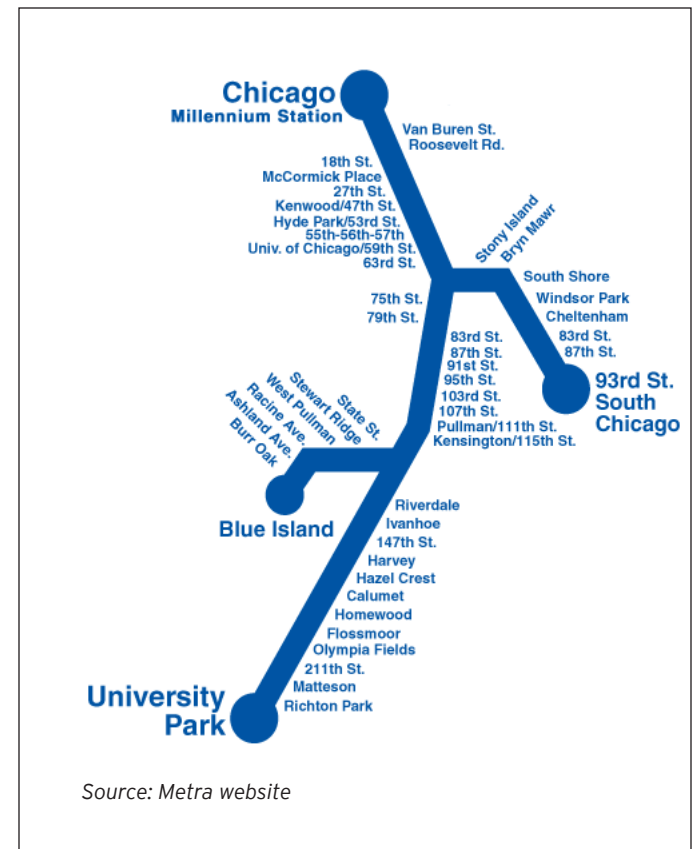 Chicago
Millennium Station
Van Buren St.
Roosevelt Rd.
18th St.
McCormick Place
27th St.
Kenwood/47th St.
Hyde Park/53rd St.
55th-56th-57th
Univ. of Chicago/59th St.
63rd St.
Stony Island
Bryn Mawr
South Shore
Windsor Park
Cheltenham
83rd St.
87th St.
93rd St.
South
Chicago
75th St.
79th St.
83rd St.
87th St.
91st St.
95th St.
103rd St.
107th St.
Pullman/111th St.
Kensington/115th St.
State St.
Stewart Ridge
West Pullman
Racine Ave.
Ashland Ave.
Burr Oak
Blue Island
Riverdale
Ivanhoe
147th St.
Harvey
Hazel Crest
Calumet
Homewood
Flossmoor
Olympia Fields
211th St.
Matteson
Richton Park
University
Park
Source: Metra website